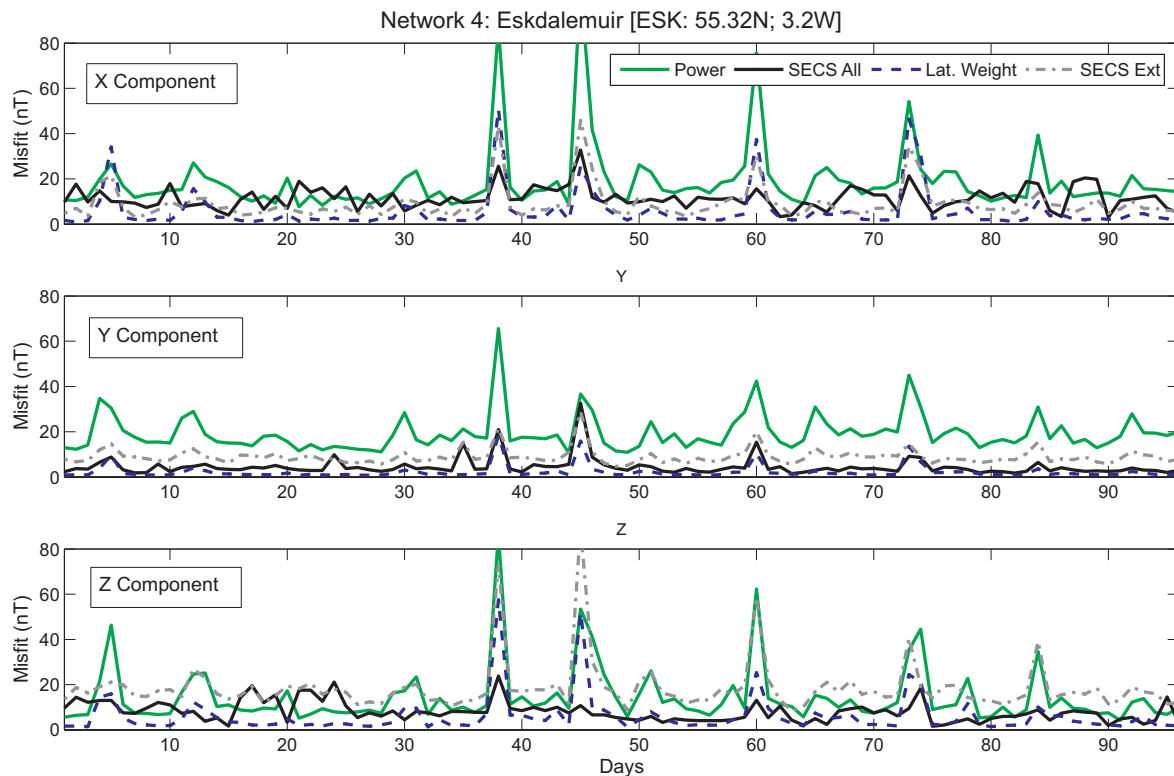 Network 4: Eskdalemuir [ESK: 55.32N; 3.2W]
80
60
40
20
0
Misfit (nT)
X Component
Power SECS All Lat. Weight SECS Ext
10 20 30 40 50 60 70 80 90
Y
80
60
40
20
0
Misfit (nT)
Y Component
10 20 30 40 50 60 70 80 90
Z
80
60
40
20
0
Misfit (nT)
Z Component
10 20 30 40 50 60 70 80 90
Days